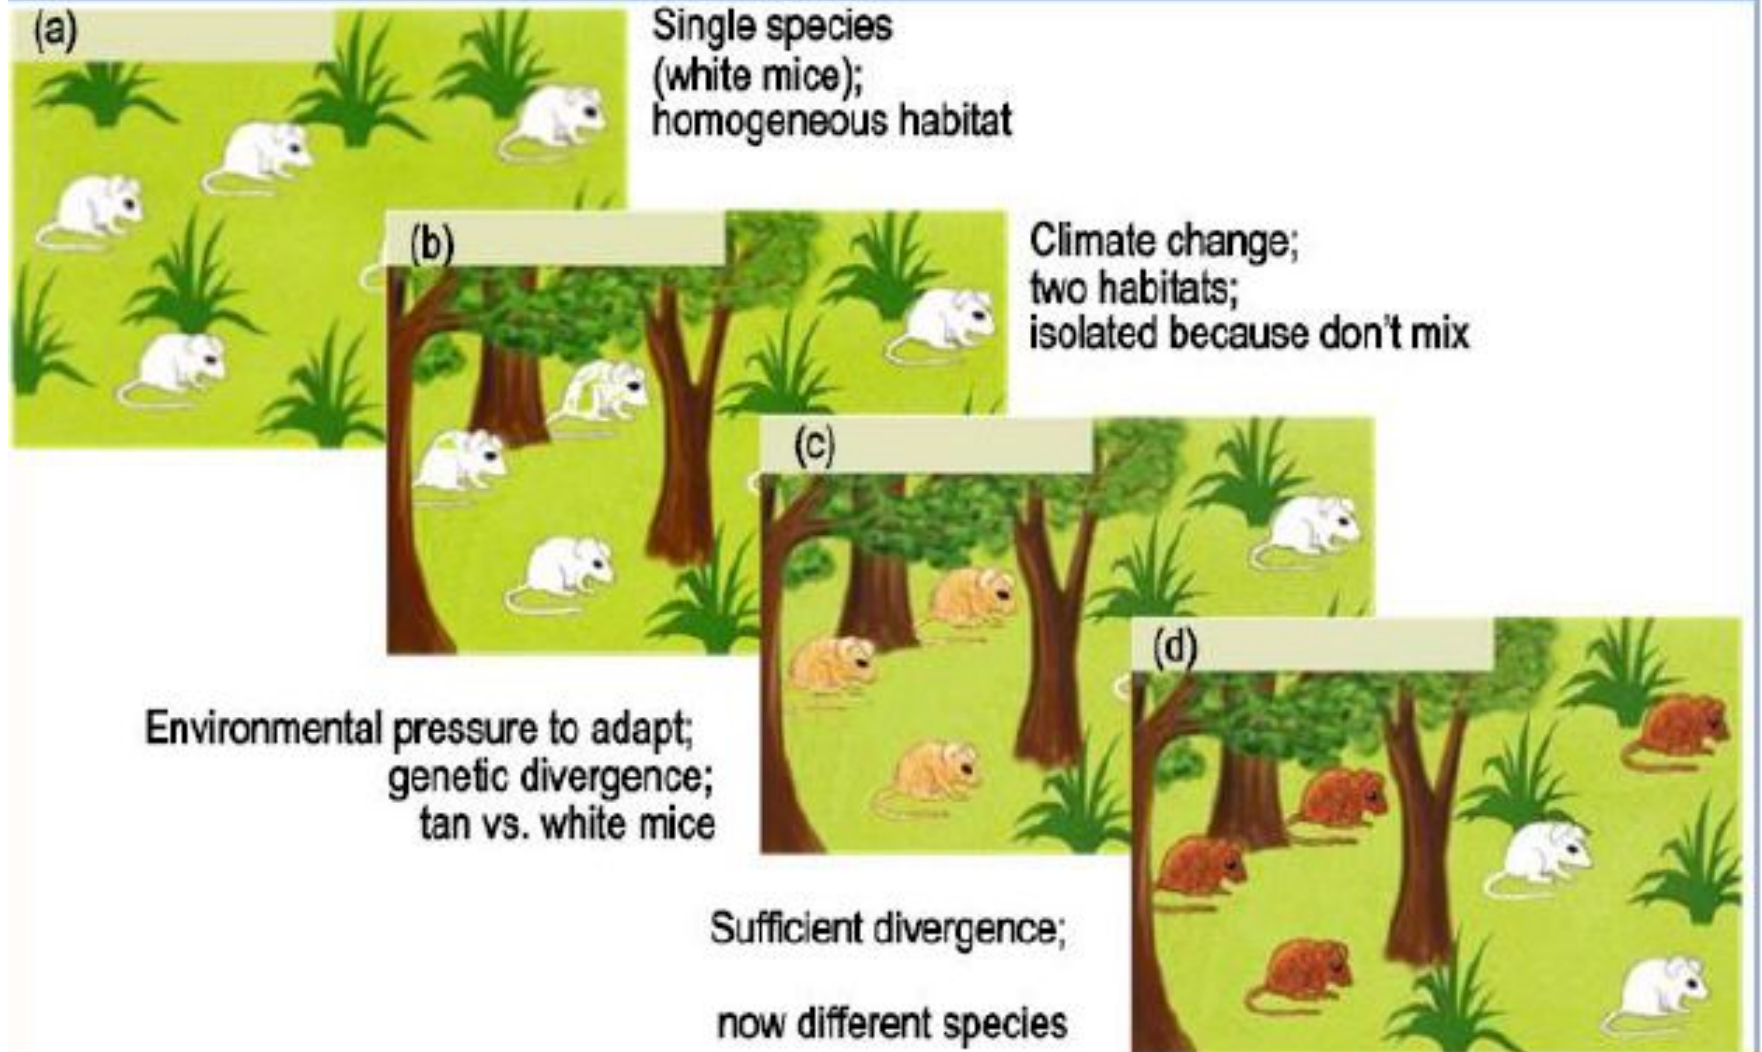 (a)
Single species
(white mice);
homogeneous habitat
(b)
Climate change;
two habitats;
isolated because don't mix
(c)
Environmental pressure to adapt;
genetic divergence;
tan vs. white mice
(d)
Sufficient divergence;
now different species